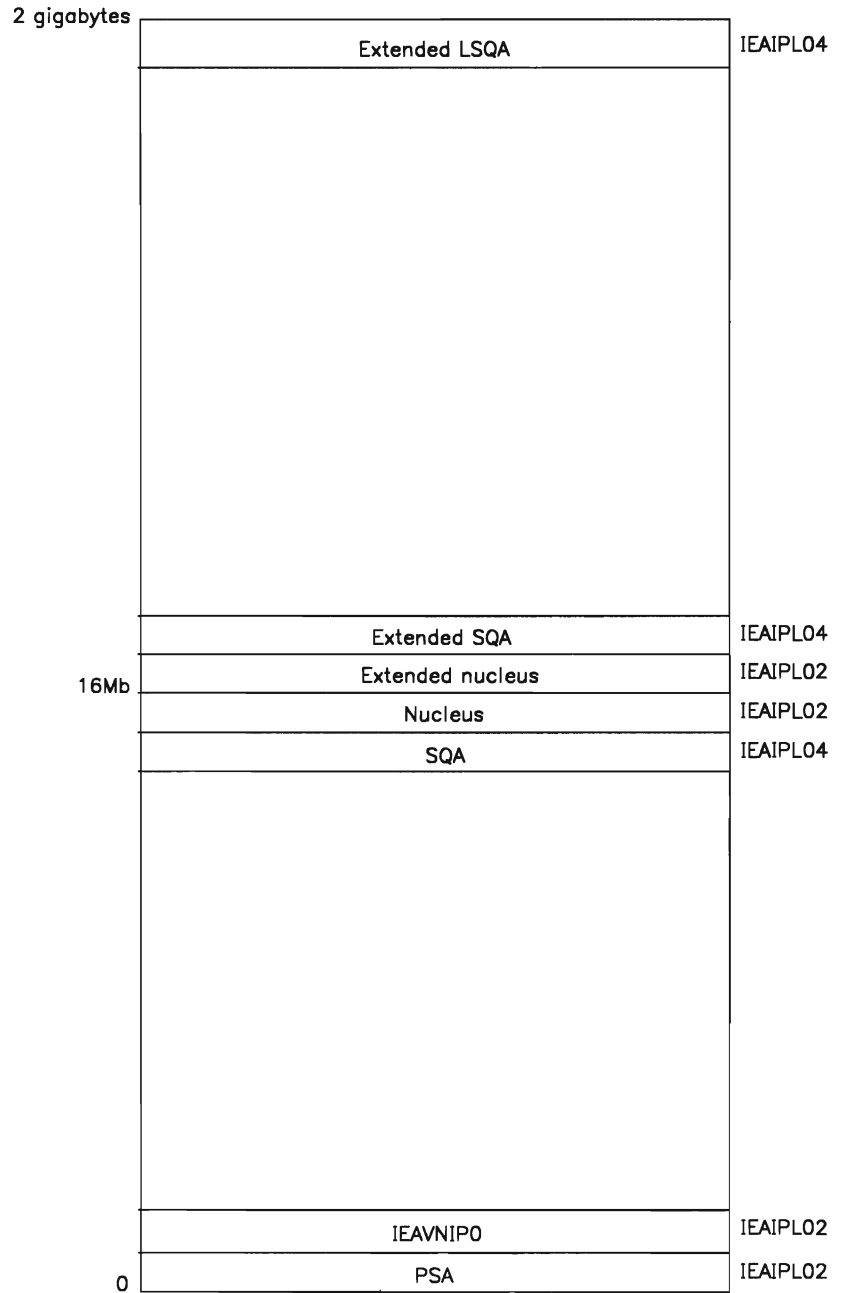 2 gigabytes
Extended LSQA IEAIPL04
Extended SQA IEAIPL04
Extended nucleus IEAIPL02
16Mb
Nucleus IEAIPL02
SQA IEAIPL04
IEAVNIP0 IEAIPL02
PSA IEAIPL02
0